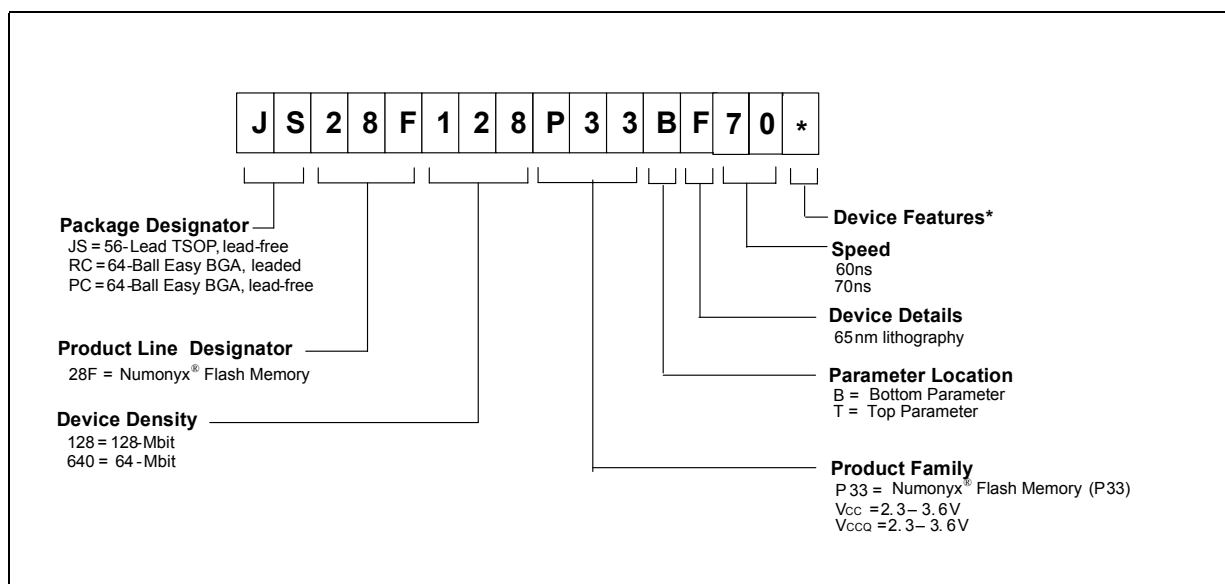 J S 2 8 F 1 2 8 P 3 3 B F 7 0 *
Package Designator
JS = 56-Lead TSOP, lead-free
RC = 64-Ball Easy BGA, leaded
PC = 64-Ball Easy BGA, lead-free
Product Line Designator
28F = Numonyx® Flash Memory
Device Density
128 = 128-Mbit
640 = 64-Mbit
Device Features*
Speed
60ns
70ns
Device Details
65nm lithography
Parameter Location
B = Bottom Parameter
T = Top Parameter
Product Family
P33 = Numonyx® Flash Memory (P33)
VCC = 2.3 – 3.6V
VCCQ = 2.3 – 3.6V